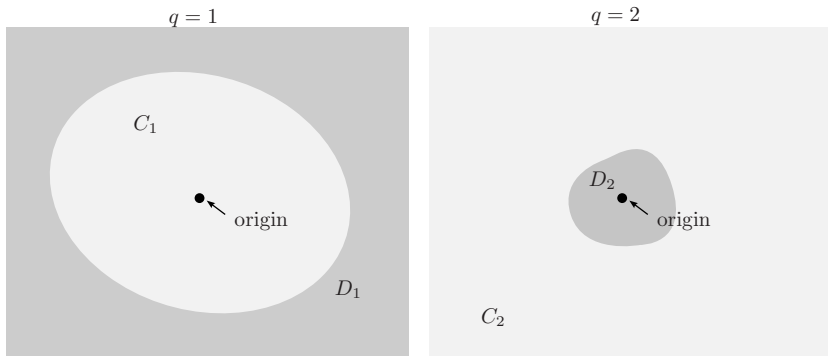 q = 1
C₁
origin
D₁
q = 2
D₂
origin
C₂